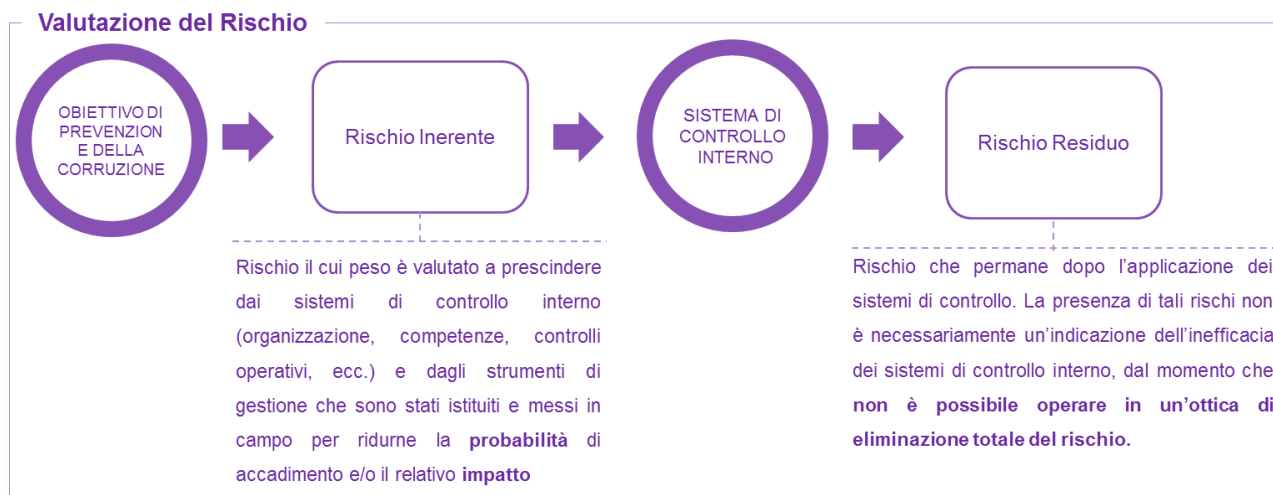 Valutazione del Rischio
OBIETTIVO DI
PREVENZION
E DELLA
CORRUZIONE
Rischio Inerente
SISTEMA DI
CONTROLLO
INTERNO
Rischio Residuo
Rischio il cui peso è valutato a prescindere
dai sistemi di controllo interno
(organizzazione, competenze, controlli
operativi, ecc.) e dagli strumenti di
gestione che sono stati istituiti e messi in
campo per ridurne la probabilità di
accadimento e/o il relativo impatto
Rischio che permane dopo l’applicazione dei
sistemi di controllo. La presenza di tali rischi non
è necessariamente un’indicazione dell’inefficacia
dei sistemi di controllo interno, dal momento che
non è possibile operare in un’ottica di
eliminazione totale del rischio.